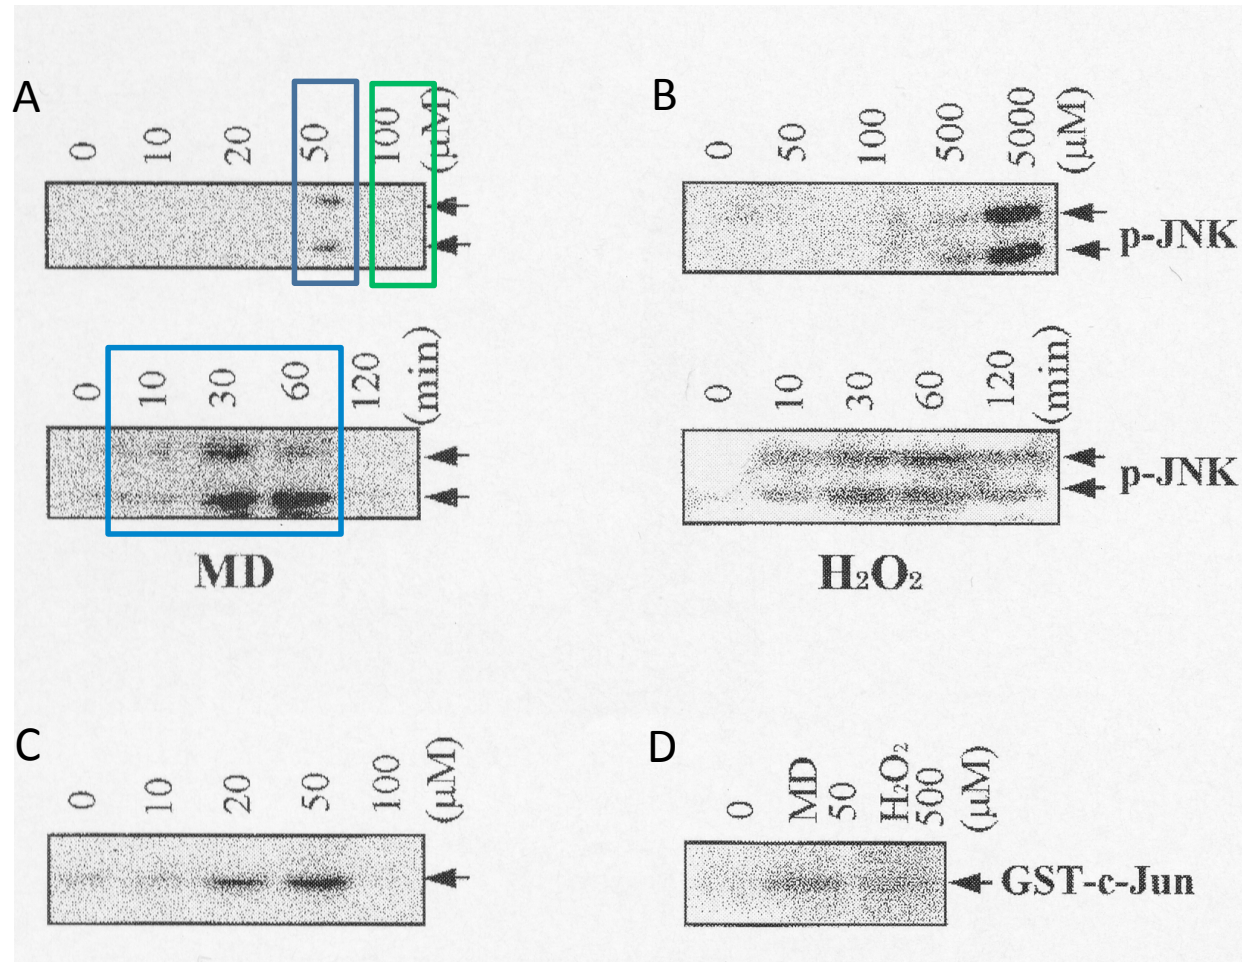 A
0 10 20 50 100 (µM)
0 10 30 60 120 (min)
MD
B
0 50 100 500 5000 (µM)
p-JNK
0 10 30 60 120 (min)
p-JNK
H₂O₂
C
0 10 20 50 100 (µM)
D
0 MD 50 H₂O₂ 500 (µM)
GST-c-Jun